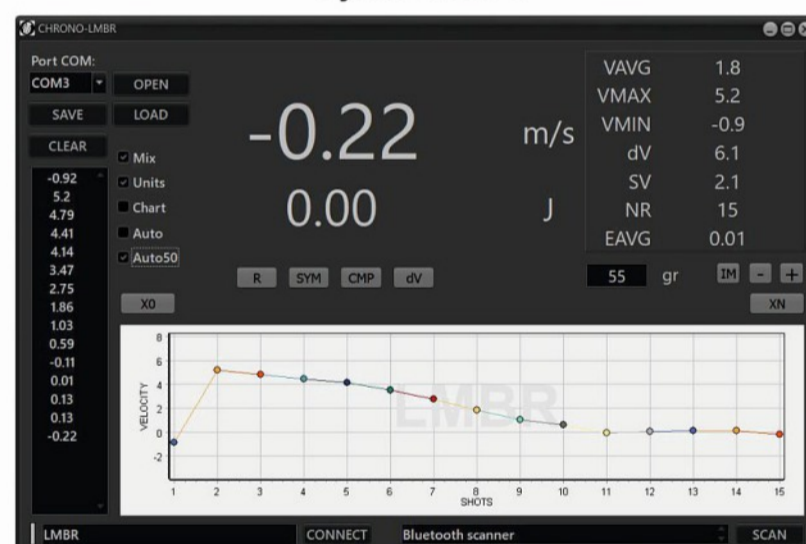 CHRONO-LMBR
Port COM:
COM3 OPEN
SAVE LOAD
CLEAR
Mix
Units
Chart
Auto
Auto50
-0.92
5.2
4.79
4.41
4.14
3.47
2.75
1.86
1.03
0.59
-0.11
0.01
0.13
0.13
-0.22
-0.22 m/s
0.00 J
R SYM CMP dV
VAVG 1.8
VMAX 5.2
VMIN -0.9
dV 6.1
SV 2.1
NR 15
EAVG 0.01
55 gr IM - +
X0 XN
LMBR
VELOCITY
8
6
4
2
0
-2
1 2 3 4 5 6 7 8 9 10 11 12 13 14 15
SHOTS
LMBR CONNECT Bluetooth scanner SCAN